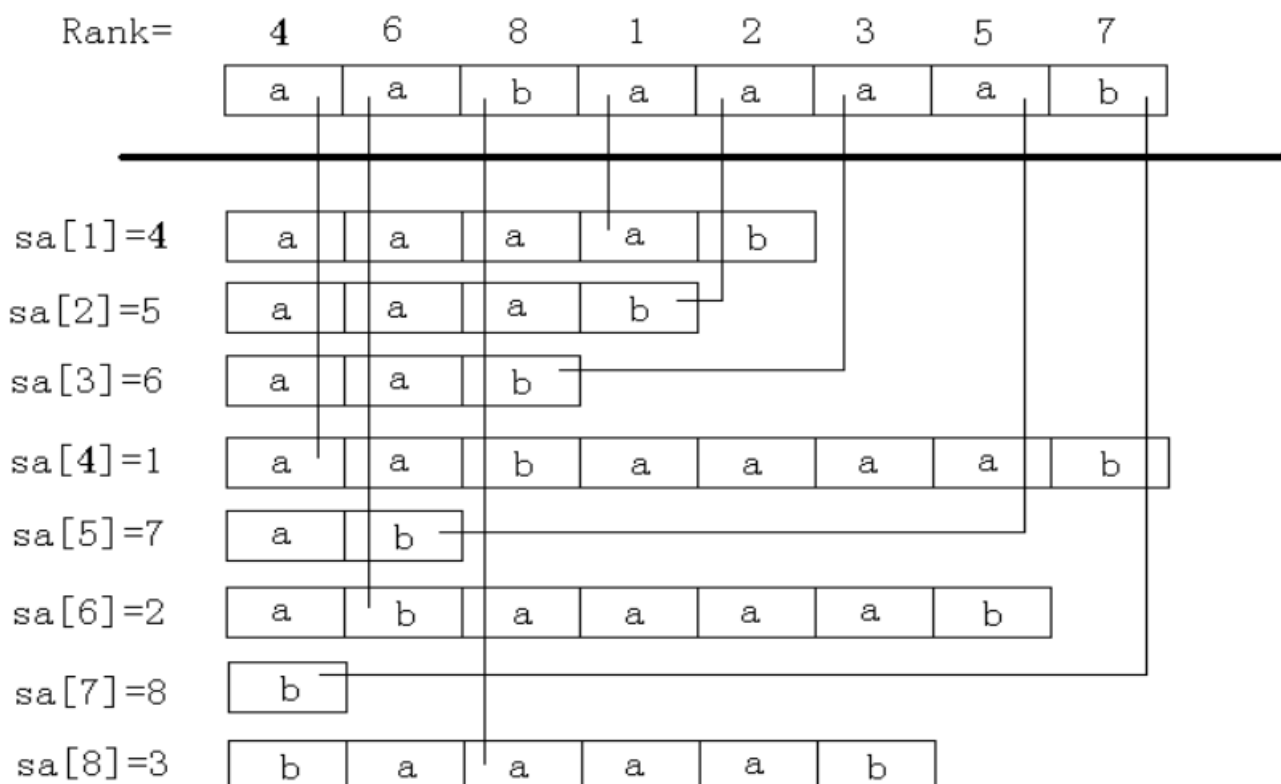 Rank= 4 6 8 1 2 3 5 7
a a b a a a a b
sa[1]=4 a a a a b
sa[2]=5 a a a b
sa[3]=6 a a b
sa[4]=1 a a b a a a a b
sa[5]=7 a b
sa[6]=2 a b a a a a b
sa[7]=8 b
sa[8]=3 b a a a a b